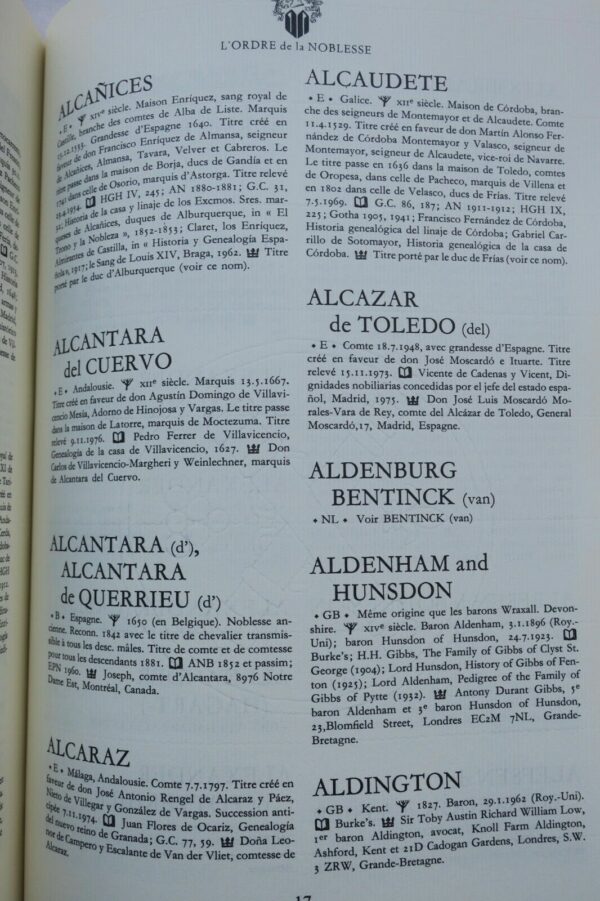 L'ORDRE de la NOBLESSE
ALCAÑICES
• E • XIVe siècle. Maison Enríquez, sang royal de
Castille, branche des comtes de Alba de Liste. Marquis
15.12.1533. Grandesse d'Espagne 1640. Titre créé en
faveur de don Francisco Enríquez de Almansa, seigneur
de Alcañices, Almansa, Tavara, Velver et Cabreros. Le
titre passe dans la maison de Borja, ducs de Gandía et en
1741 dans celle de Osorio, marquis d'Astorga. Titre relevé
15.4.1954. HGH IV, 245; AN 1880-1881; G.C. 31,
Historia de la casa y linaje de los Excmos. Sres. mar-
queses de Alcañices, duques de Alburquerque, in « El
Trono y la Nobleza », 1852-1853; Claret, los Enríquez,
Almirantes de Castilla, in « Historia y Genealogía Espa-
ñola », 1917; le Sang de Louis XIV, Braga, 1962. Titre
porté par le duc d'Alburquerque (voir ce nom).
ALCANTARA
del CUERVO
• E • Andalousie. XIIe siècle. Marquis 13.5.1667.
Titre créé en faveur de don Agustín Domingo de Villavi-
cencio Mesía, Adorno de Hinojosa y Vargas. Le titre passe
dans la maison de Latorre, marquis de Moctezuma. Titre
relevé 9.11.1976. Pedro Ferrer de Villavicencio,
Genealogía de la casa de Villavicencio, 1627. Don
Carlos de Villavicencio-Margheri y Weinlechner, marquis
de Alcantara del Cuervo.
ALCANTARA (d'),
ALCANTARA
de QUERRIEU (d')
• B • Espagne. 1650 (en Belgique). Noblesse an-
cienne. Reconn. 1842 avec le titre de chevalier transmis-
sible à tous les desc. mâles. Titre de comte et de comtesse
pour tous les descendants 1881. ANB 1852 et passim;
EPN 1960. Joseph, comte d'Alcantara, 8976 Notre
Dame Est, Montréal, Canada.
ALCARAZ
• E • Málaga, Andalousie. Comte 7.7.1797. Titre créé en
faveur de don José Antonio Rengel de Alcaraz y Páez,
Nieto de Villegar y González de Vargas. Succession anti-
cipée 7.11.1974. Juan Flores de Ocariz, Genealogía
del nuevo reino de Granada; G.C. 77, 59. Doña Leo-
nor de Campero y Escalante de Van der Vliet, comtesse de
Alcaraz.
ALCAUDETE
• E • Galice. XIIe siècle. Maison de Córdoba, bran-
che des seigneurs de Montemayor et de Alcaudete. Comte
11.4.1529. Titre créé en faveur de don Martín Alonso Fer-
nández de Córdoba Montemayor y Velasco, seigneur de
Montemayor, seigneur de Alcaudete, vice-roi de Navarre.
Le titre passe en 1636 dans la maison de Toledo, comtes
de Oropesa, dans celle de Pacheco, marquis de Villena et
en 1802 dans celle de Velasco, ducs de Frías. Titre relevé
7.5.1969. G.C. 86, 187; AN 1911-1912; HGH IX,
225; Gotha 1905, 1941; Francisco Fernández de Córdoba,
Historia genealógica del linaje de Córdoba; Gabriel Car-
rillo de Sotomayor, Historia genealógica de la casa de
Córdoba. Titre porté par le duc de Frías (voir ce nom).
ALCAZAR
de TOLEDO (del)
• E • Comte 18.7.1948, avec grandesse d'Espagne. Titre
créé en faveur de don José Moscardó e Ituarte. Titre
relevé 15.11.1973. Vicente de Cadenas y Vicent, Di-
gnidades nobiliarias concedidas por el jefe del estado espa-
ñol, Madrid, 1975. Don José Luis Moscardó Mo-
rales-Vara de Rey, comte del Alcázar de Toledo, General
Moscardó,17, Madrid, Espagne.
ALDENBURG
BENTINCK (van)
• NL • Voir BENTINCK (van)
ALDENHAM and
HUNSDON
• GB • Même origine que les barons Wraxall. Devon-
shire. XIVe siècle. Baron Aldenham, 3.1.1896 (Roy.-
Uni); baron Hunsdon of Hunsdon, 24.7.1923.
Burke's; H.H. Gibbs, The Family of Gibbs of Clyst St.
George (1904); Lord Hunsdon, History of Gibbs of Fen-
ton (1925); Lord Aldenham, Pedigree of the Family of
Gibbs of Pytte (1932). Antony Durant Gibbs, 5e
baron Aldenham et 3e baron Hunsdon of Hunsdon,
23,Blomfield Street, Londres EC2M 7NL, Grande-
Bretagne.
ALDINGTON
• GB • Kent. 1827. Baron, 29.1.1962 (Roy.-Uni).
Burke's. Sir Toby Austin Richard William Low,
1er baron Aldington, avocat, Knoll Farm Aldington,
Ashford, Kent et 21D Cadogan Gardens, Londres, S.W.
3 ZRW, Grande-Bretagne.
17